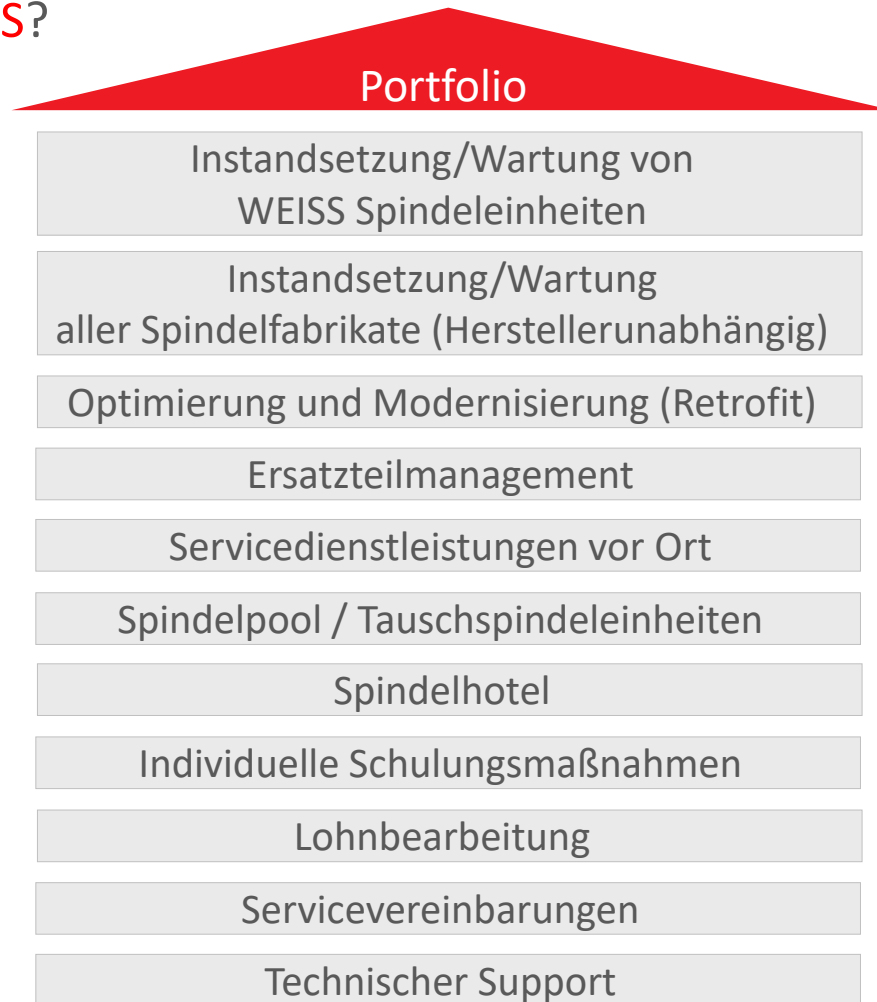 S?
Portfolio
Instandsetzung/Wartung von
WEISS Spindeleinheiten
Instandsetzung/Wartung
aller Spindelfabrikate (Herstellerunabhängig)
Optimierung und Modernisierung (Retrofit)
Ersatzteilmanagement
Servicedienstleistungen vor Ort
Spindelpool / Tauschspindeleinheiten
Spindelhotel
Individuelle Schulungsmaßnahmen
Lohnbearbeitung
Servicevereinbarungen
Technischer Support